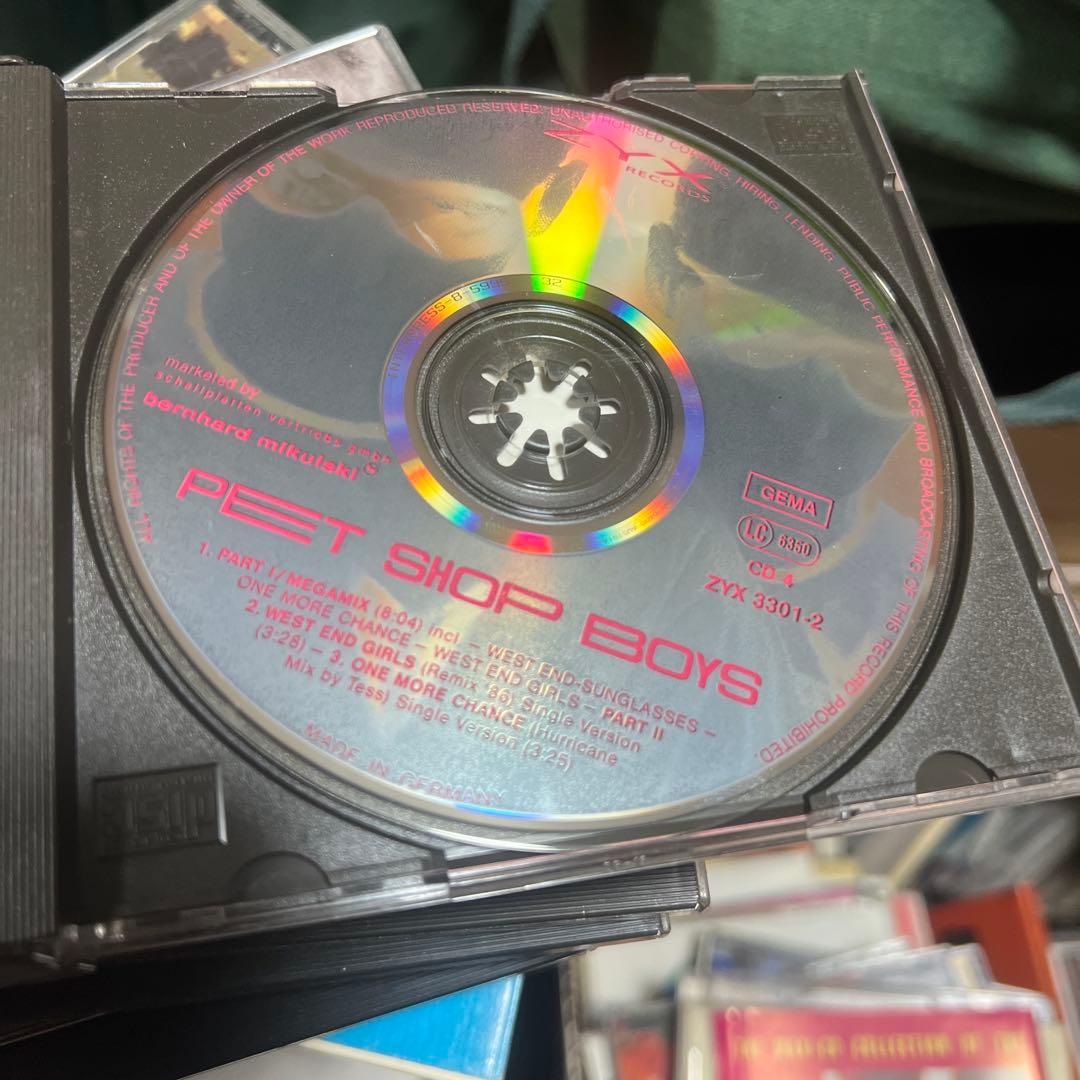 ALL RIGHTS OF THE PRODUCER AND OF THE OWNER OF THE WORK REPRODUCED RESERVED. UNAUTHORISED COPYING, HIRING, LENDING, PUBLIC PERFORMANCE AND BROADCASTING OF THIS RECORD PROHIBITED.
ZYX
RECORDS
marketed by
schallplatten vertriebs gmbh
bernhard mikulski
GEMA
LC 6350
CD 4
ZYX 3301-2
PET SHOP BOYS
1. PART I/MEGAMIX (8:04) incl. – WEST END-SUNGLASSES –
ONE MORE CHANCE – WEST END GIRLS – PART II
2. WEST END GIRLS (Remix '86) Single Version
(3:28) – 3. ONE MORE CHANCE (Hurricane
Mix by Tess) Single Version (3:25)
MADE IN GERMANY